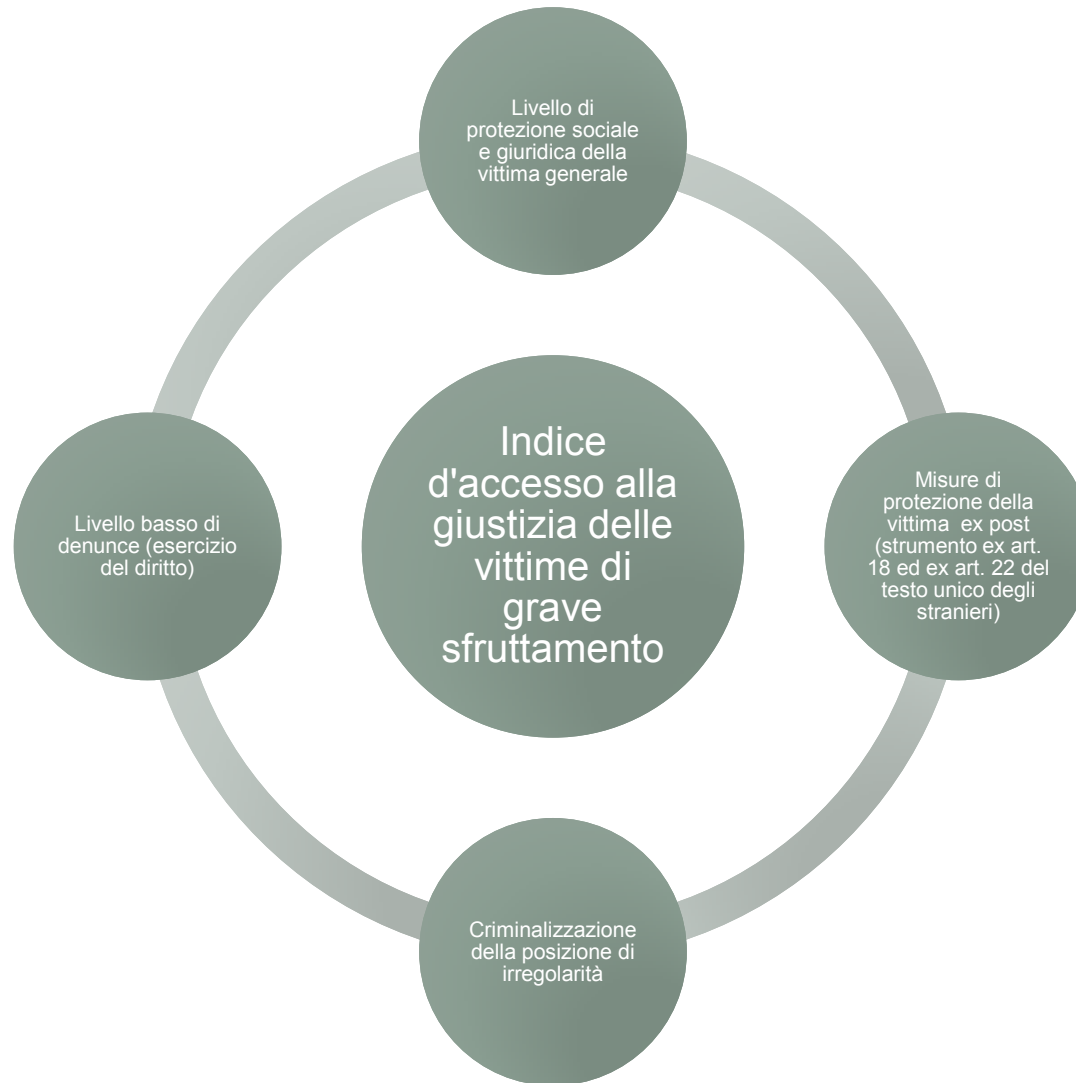 Livello di
protezione sociale
e giuridica della
vittima generale
Indice
d'accesso alla
giustizia delle
vittime di
grave
sfruttamento
Misure di
protezione della
vittima ex post
(strumento ex art.
18 ed ex art. 22 del
testo unico degli
stranieri)
Criminalizzazione
della posizione di
irregolarità
Livello basso di
denunce (esercizio
del diritto)